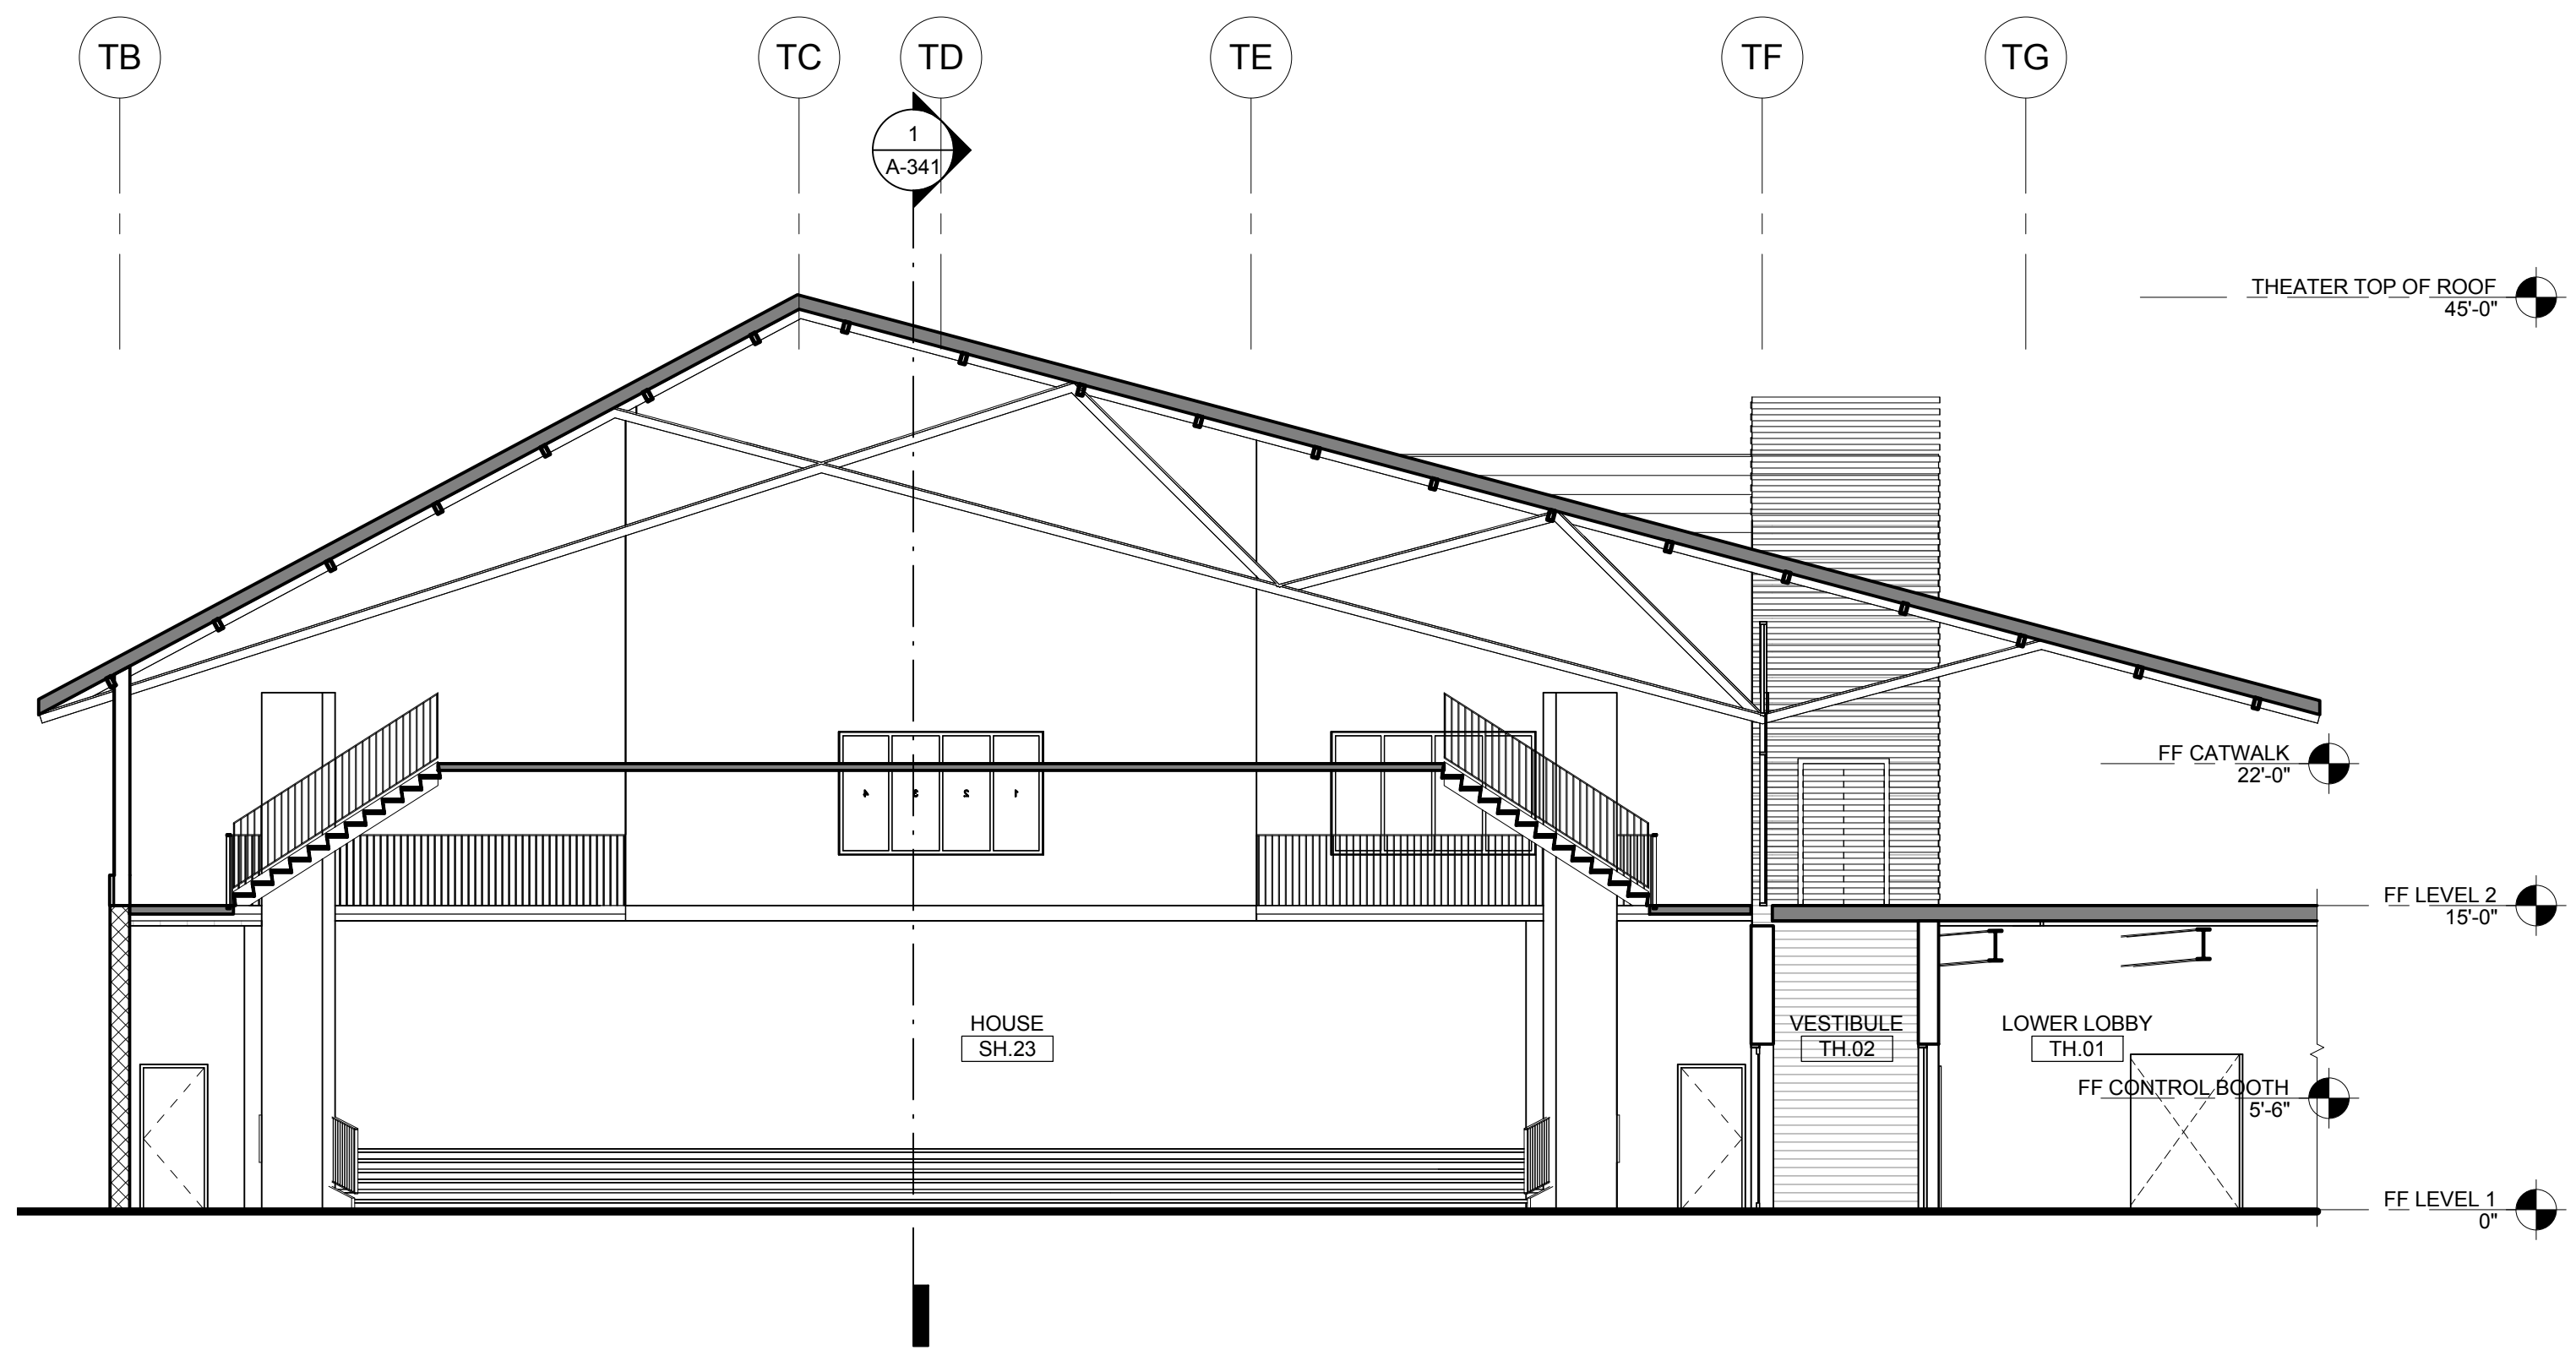 TB
TC
TD
TE
TF
TG
1
A-341
THEATER TOP OF ROOF
45'-0"
FF CATWALK
22'-0"
4 3 2 1
FF LEVEL 2
15'-0"
HOUSE
SH.23
VESTIBULE
TH.02
LOWER LOBBY
TH.01
FF CONTROL BOOTH
5'-6"
FF LEVEL 1
0"